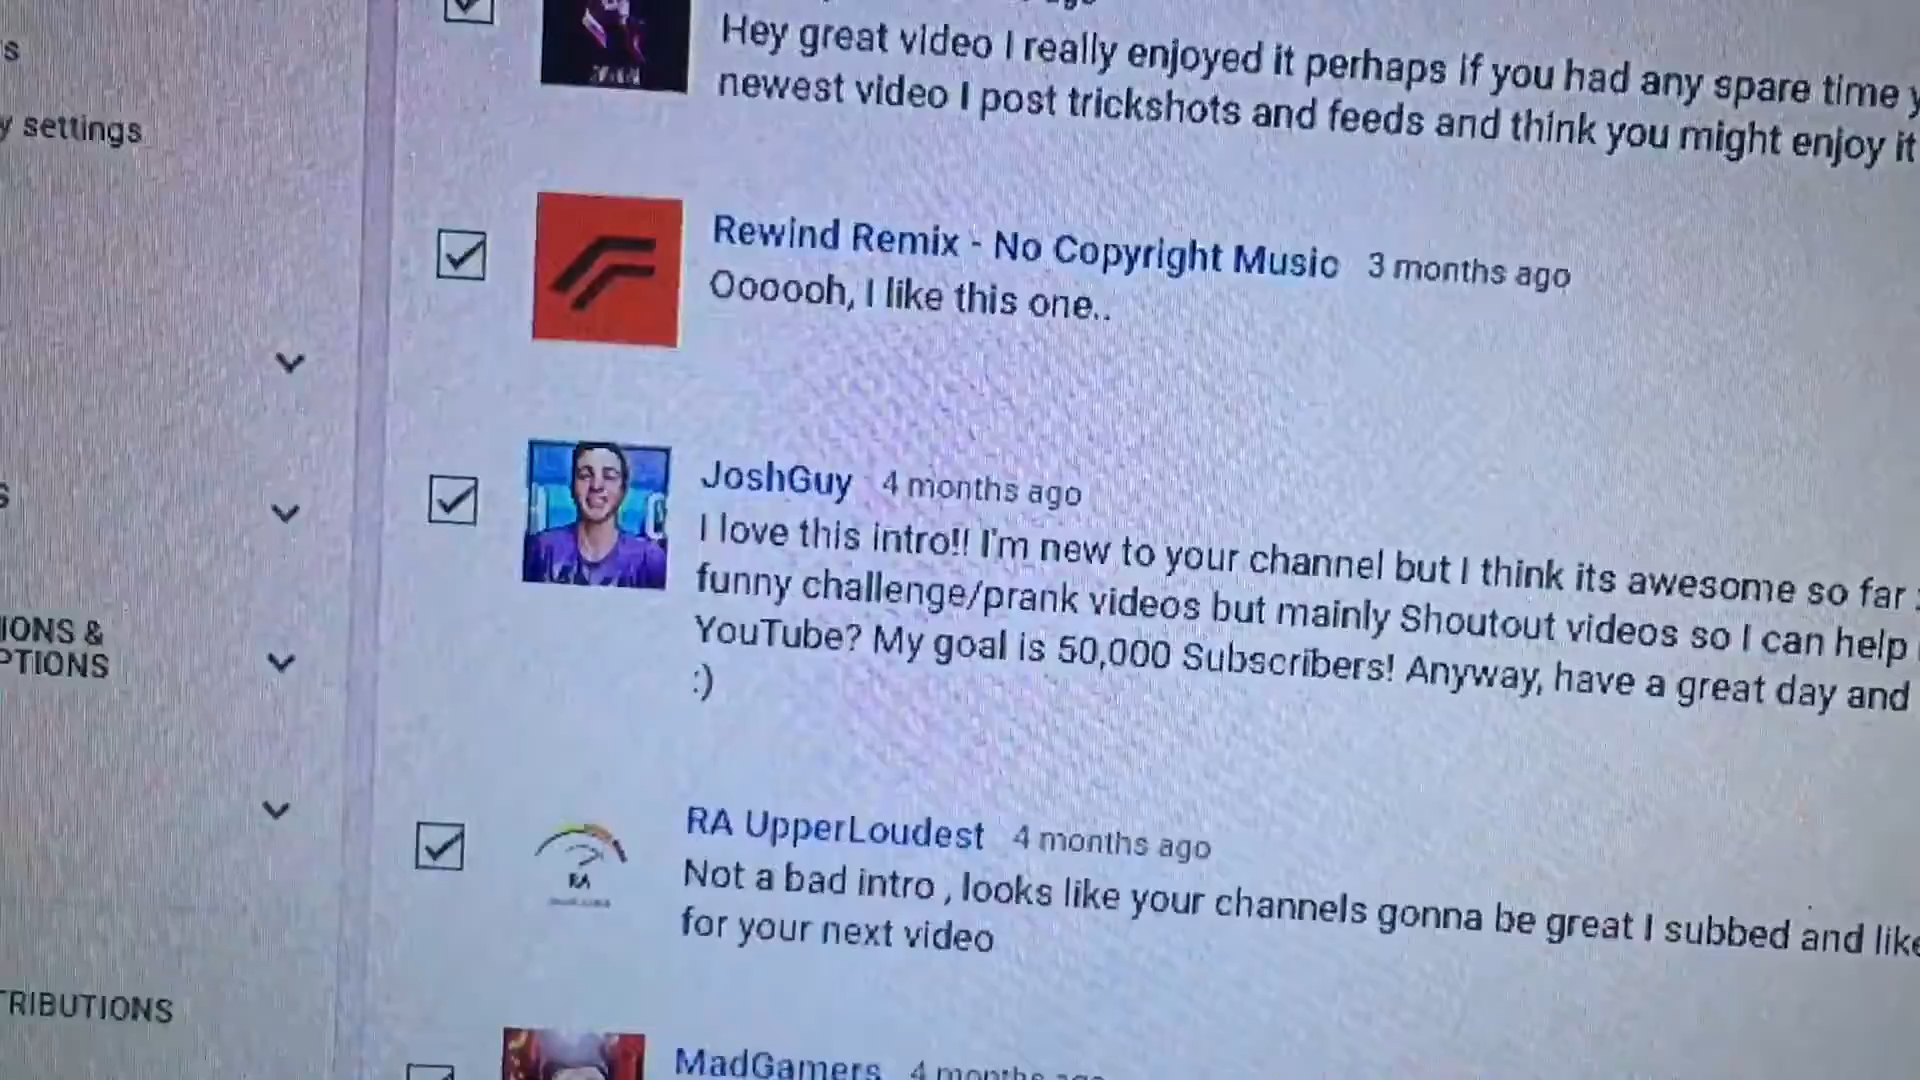 Hey great video I really enjoyed it perhaps if you had any spare time
newest video I post trickshots and feeds and think you might enjoy it
settings
Rewind Remix - No Copyright Music 3 months ago
Oooooh, I like this one..
JoshGuy 4 months ago
I love this intro!! I'm new to your channel but I think its awesome so far
funny challenge/prank videos but mainly Shoutout videos so I can help
YouTube? My goal is 50,000 Subscribers! Anyway, have a great day and
:)
IONS &
PTIONS
RA UpperLoudest 4 months ago
Not a bad intro , looks like your channels gonna be great I subbed and like
for your next video
RA
TRIBUTIONS
MadGamers 4 months ago